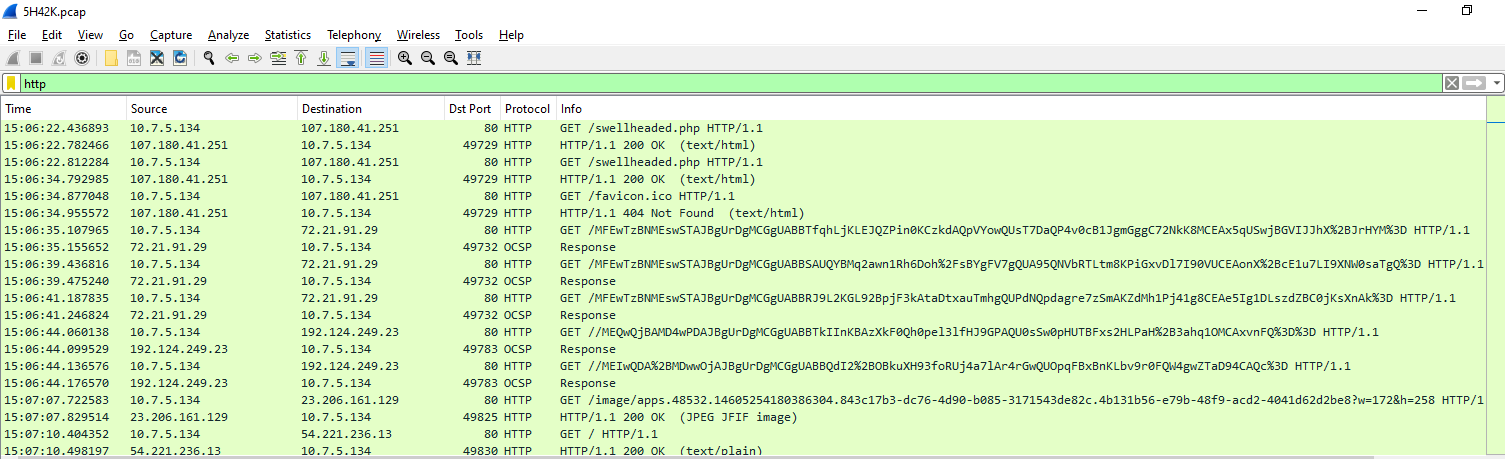 5H42K.pcap
File Edit View Go Capture Analyze Statistics Telephony Wireless Tools Help
http
Time Source Destination Dst Port Protocol Info
15:06:22.436893 10.7.5.134 107.180.41.251 80 HTTP GET /swellheaded.php HTTP/1.1
15:06:22.782466 107.180.41.251 10.7.5.134 49729 HTTP HTTP/1.1 200 OK (text/html)
15:06:22.812284 10.7.5.134 107.180.41.251 80 HTTP GET /swellheaded.php HTTP/1.1
15:06:34.792985 107.180.41.251 10.7.5.134 49729 HTTP HTTP/1.1 200 OK (text/html)
15:06:34.877048 10.7.5.134 107.180.41.251 80 HTTP GET /favicon.ico HTTP/1.1
15:06:34.955572 107.180.41.251 10.7.5.134 49729 HTTP HTTP/1.1 404 Not Found (text/html)
15:06:35.107965 10.7.5.134 72.21.91.29 80 HTTP GET /MFEwTzBNMEswSTAJBgUrDgMCGgUABBTfqhLjKLEJQZPin0KCzkdAQpVYowQUsT7DaQP4v0cB1JgmGggC72NkK8MCEAx5qUSwjBGVIJJhX%2BJrHYM%3D HTTP/1.1
15:06:35.155652 72.21.91.29 10.7.5.134 49732 OCSP Response
15:06:39.436816 10.7.5.134 72.21.91.29 80 HTTP GET /MFEwTzBNMEswSTAJBgUrDgMCGgUABBSAUQYBMq2awn1Rh6Doh%2FsBYgFV7gQUA95QNVbRTLtm8KPiGxvDl7I90VUCEAonX%2BcE1u7LI9XNW0saTgQ%3D HTTP/1.1
15:06:39.475240 72.21.91.29 10.7.5.134 49732 OCSP Response
15:06:41.187835 10.7.5.134 72.21.91.29 80 HTTP GET /MFEwTzBNMEswSTAJBgUrDgMCGgUABBRJ9L2KGL92BpjF3kAtaDtxauTmhgQUPdNQpdagre7zSmAKZdMh1Pj41g8CEAe5Ig1DLszdZBC0jKsXnAk%3D HTTP/1.1
15:06:41.246824 72.21.91.29 10.7.5.134 49732 OCSP Response
15:06:44.060138 10.7.5.134 192.124.249.23 80 HTTP GET //MEQwQjBAMD4wPDAJBgUrDgMCGgUABBTkIInKBAzXkF0Qh0pel3lfHJ9GPAQU0sSw0pHUTBFxs2HLPaH%2B3ahq1OMCAxvnFQ%3D%3D HTTP/1.1
15:06:44.099529 192.124.249.23 10.7.5.134 49783 OCSP Response
15:06:44.136576 10.7.5.134 192.124.249.23 80 HTTP GET //MEIwQDA%2BMDwwOjAJBgUrDgMCGgUABBQdI2%2BOBkuXH93foRUj4a7lAr4rGwQUOpqFBxBnKLbv9r0FQW4gwZTaD94CAQc%3D HTTP/1.1
15:06:44.176570 192.124.249.23 10.7.5.134 49783 OCSP Response
15:07:07.722583 10.7.5.134 23.206.161.129 80 HTTP GET /image/apps.48532.14605254180386304.843c17b3-dc76-4d90-b085-3171543de82c.4b131b56-e79b-48f9-acd2-4041d62d2be8?w=172&h=258 HTTP/1
15:07:07.829514 23.206.161.129 10.7.5.134 49825 HTTP HTTP/1.1 200 OK (JPEG JFIF image)
15:07:10.404352 10.7.5.134 54.221.236.13 80 HTTP GET / HTTP/1.1
15:07:10.498197 54.221.236.13 10.7.5.134 49830 HTTP HTTP/1.1 200 OK (text/plain)